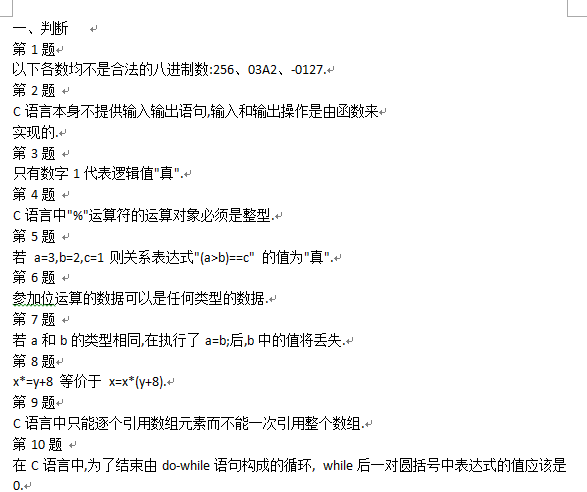 一、判断
第 1 题
以下各数均不是合法的八进制数:256、03A2、-0127.
第 2 题
C 语言本身不提供输入输出语句,输入和输出操作是由函数来
实现的.
第 3 题
只有数字 1 代表逻辑值"真".
第 4 题
C 语言中"%"运算符的运算对象必须是整型.
第 5 题
若 a=3,b=2,c=1 则关系表达式"(a>b)==c" 的值为"真".
第 6 题
参加位运算的数据可以是任何类型的数据.
第 7 题
若 a 和 b 的类型相同,在执行了 a=b;后,b 中的值将丢失.
第 8 题
x*=y+8 等价于 x=x*(y+8).
第 9 题
C 语言中只能逐个引用数组元素而不能一次引用整个数组.
第 10 题
在 C 语言中,为了结束由 do-while 语句构成的循环, while 后一对圆括号中表达式的值应该是
0.